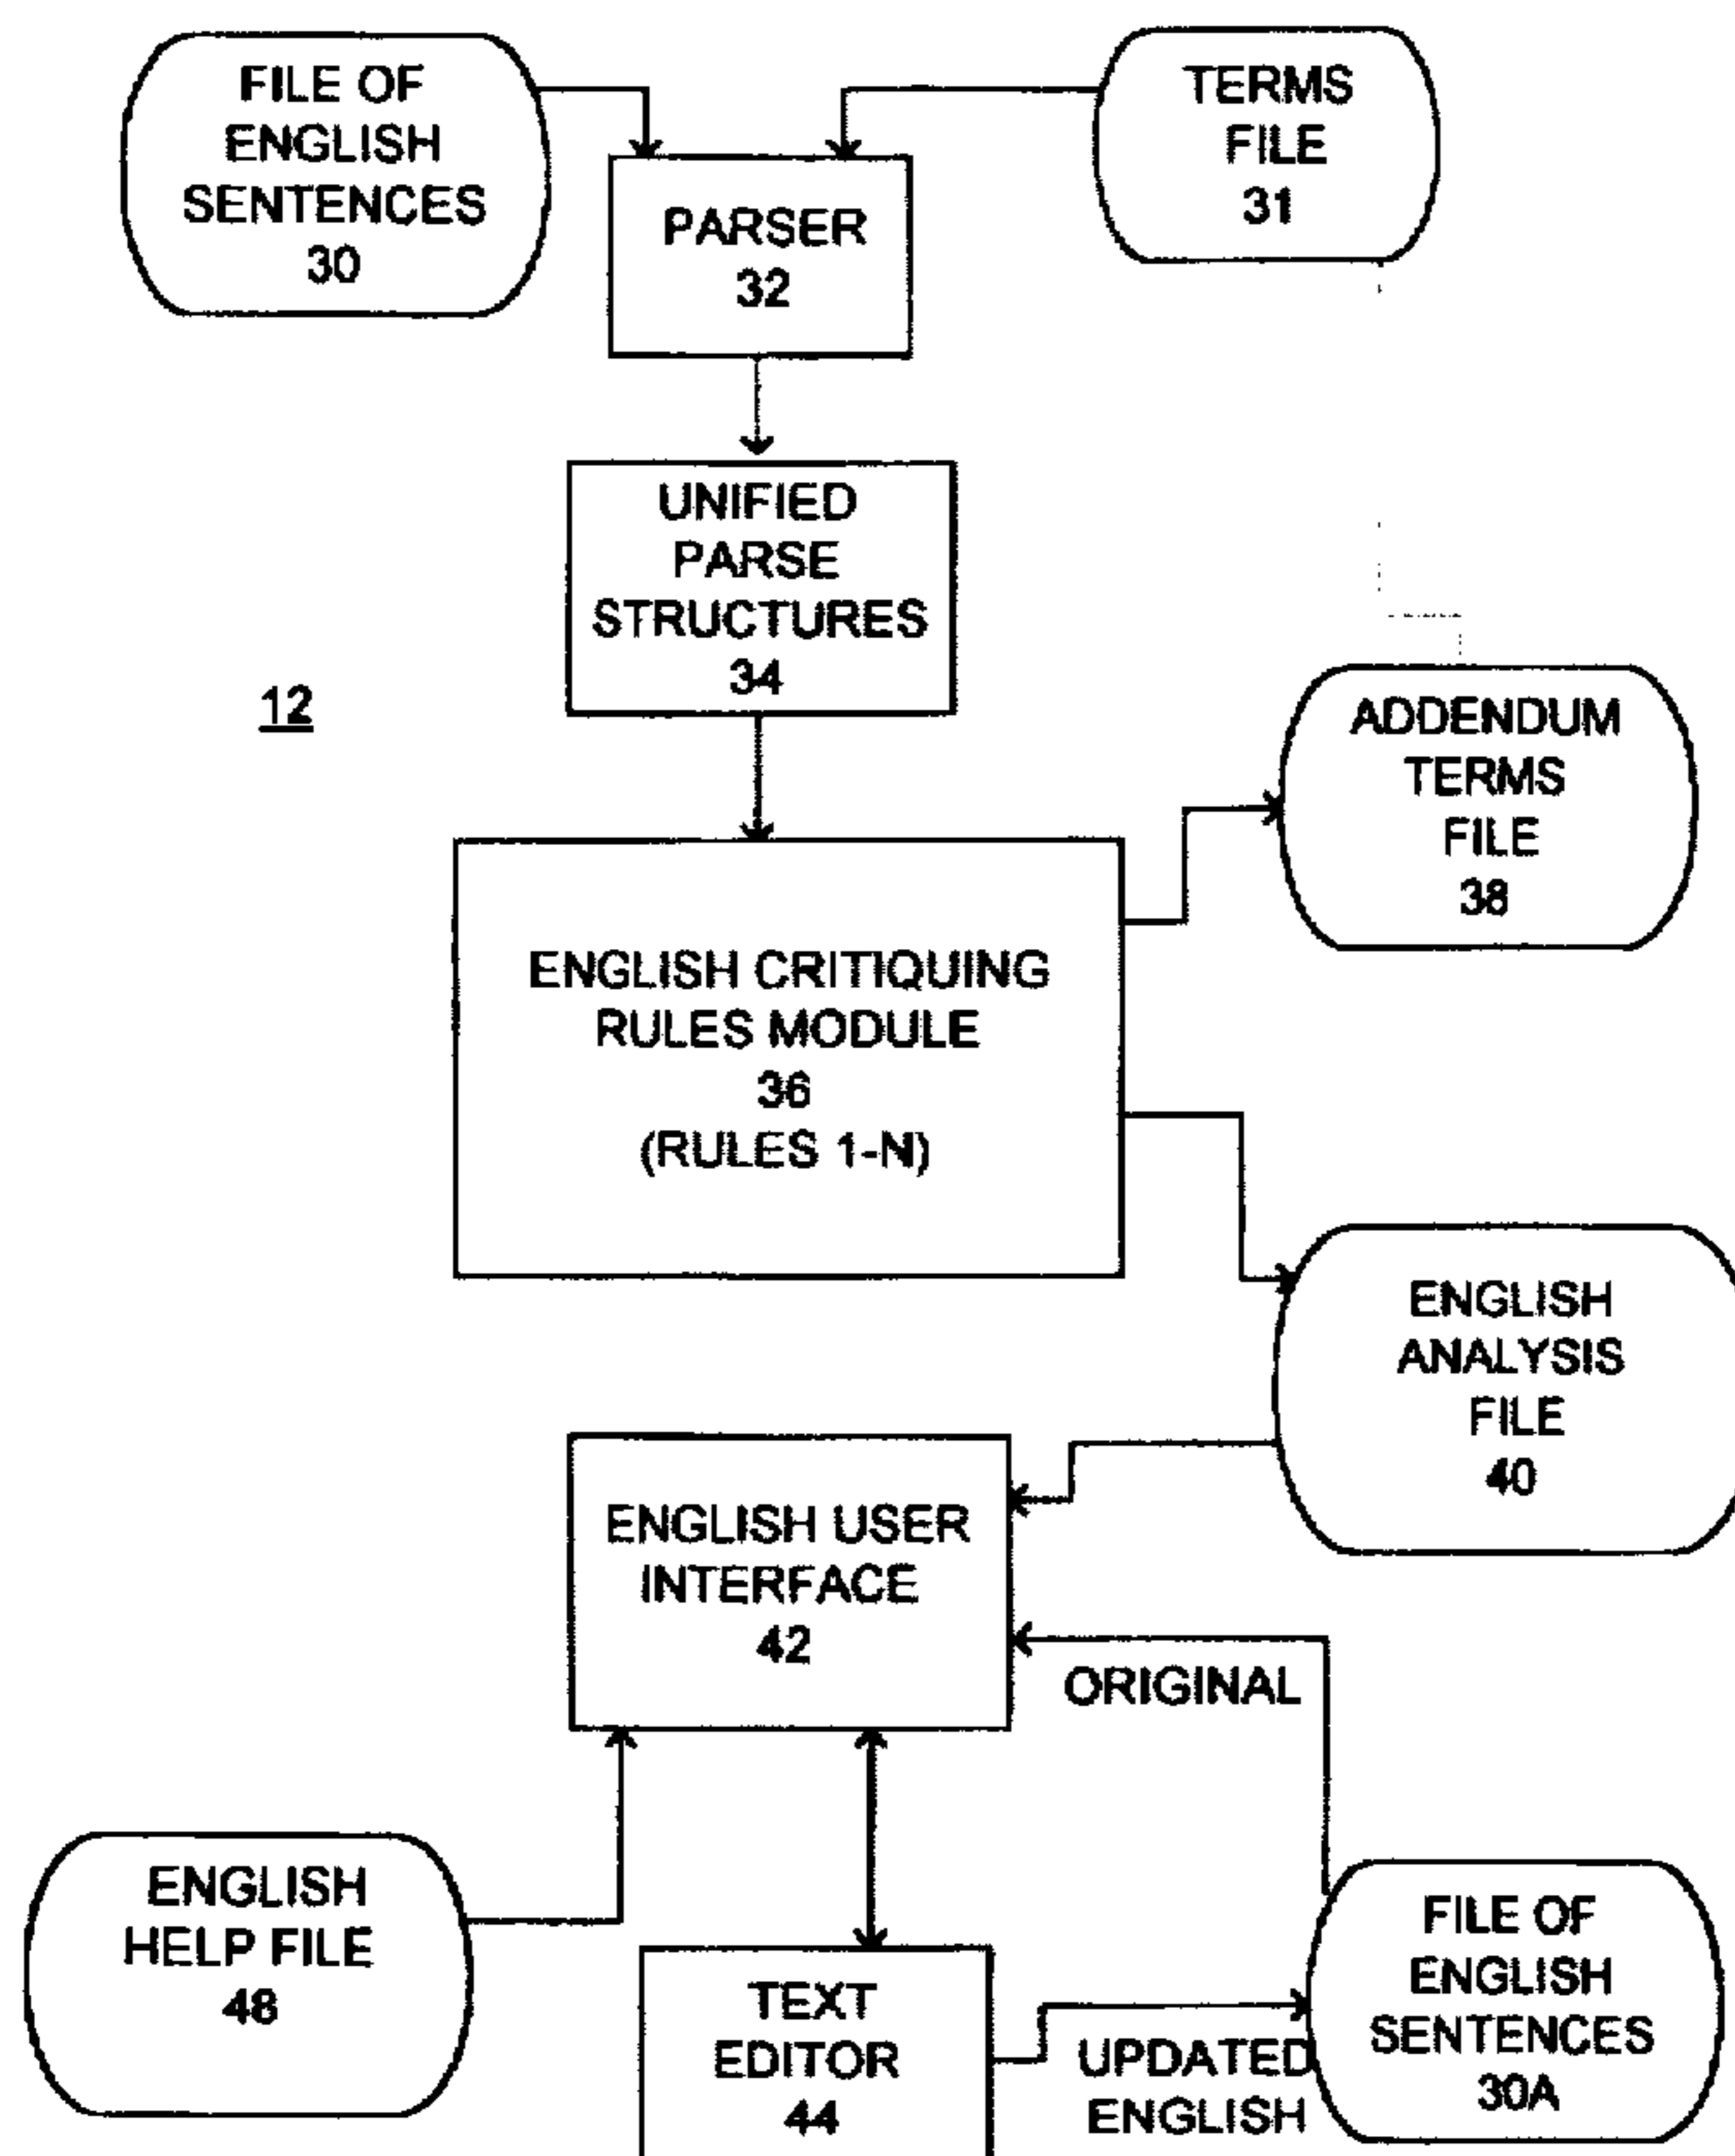 FILE OF
ENGLISH
SENTENCES
30
TERMS
FILE
31
PARSER
32
UNIFIED
PARSE
STRUCTURES
34
12
ADDENDUM
TERMS
FILE
38
ENGLISH CRITIQUING
RULES MODULE
36
(RULES 1-N)
ENGLISH
ANALYSIS
FILE
40
ENGLISH USER
INTERFACE
42
ORIGINAL
ENGLISH
HELP FILE
48
TEXT
EDITOR
44
UPDATED
ENGLISH
FILE OF
ENGLISH
SENTENCES
30A